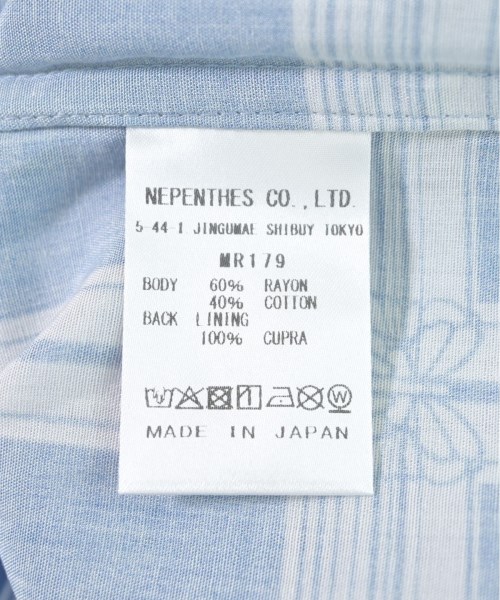 NEPENTHES CO.,LTD.
5-44-1 JINGUMAE SHIBUY TOKYO
MR179
BODY 60% RAYON
40% COTTON
BACK LINING
100% CUPRA
W
MADE IN JAPAN